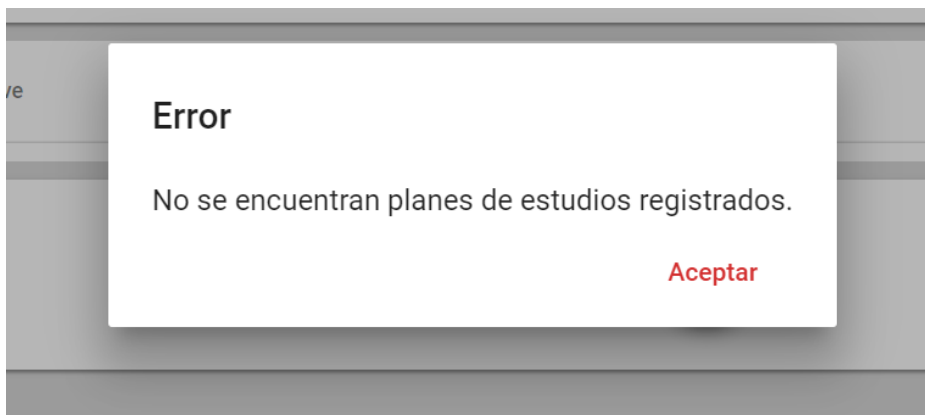 Error
No se encuentran planes de estudios registrados.
Aceptar